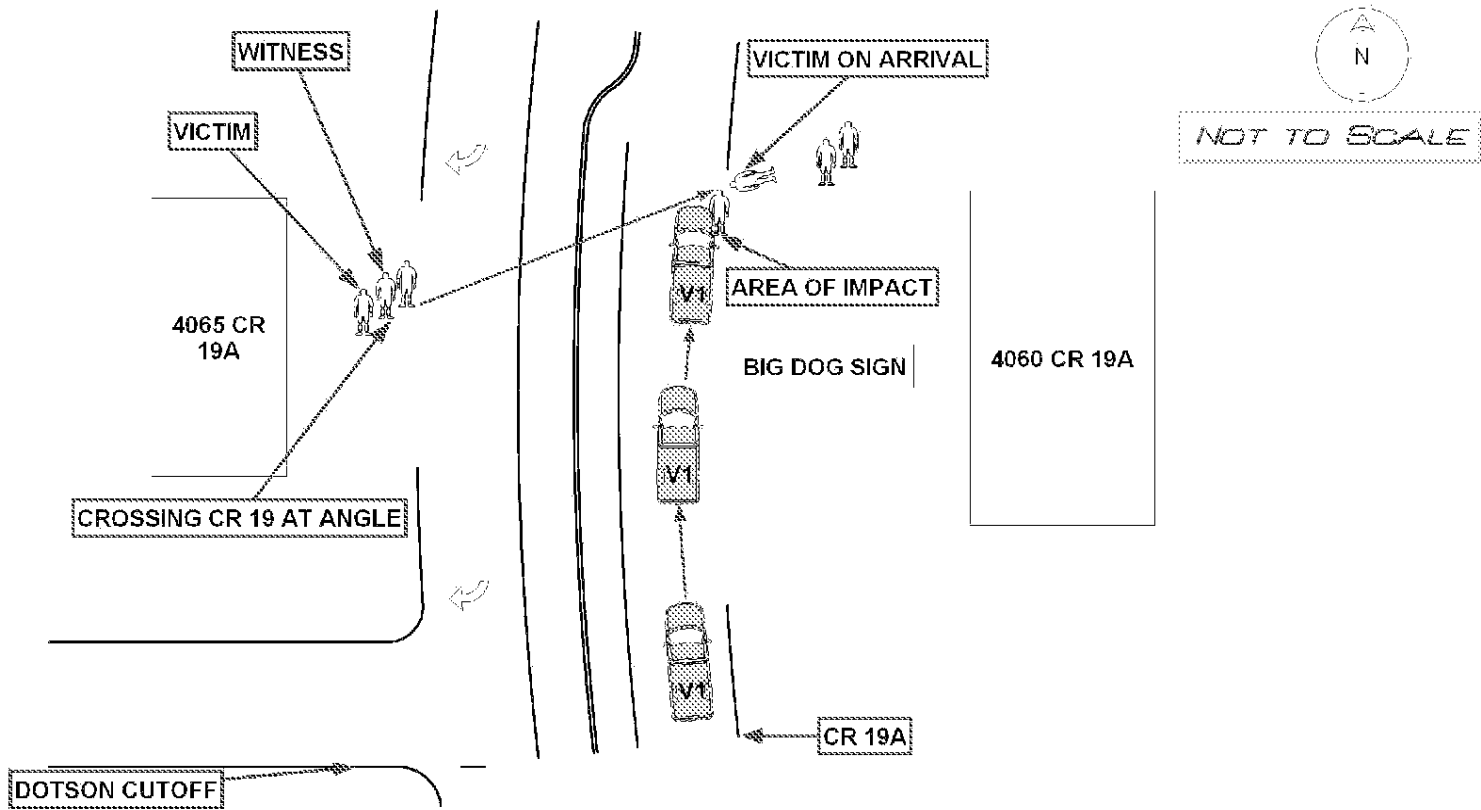 WITNESS
VICTIM ON ARRIVAL
N
NOT TO SCALE
VICTIM
4065 CR
19A
V1
AREA OF IMPACT
BIG DOG SIGN
4060 CR 19A
V1
CROSSING CR 19 AT ANGLE
V1
CR 19A
DOTSON CUTOFF